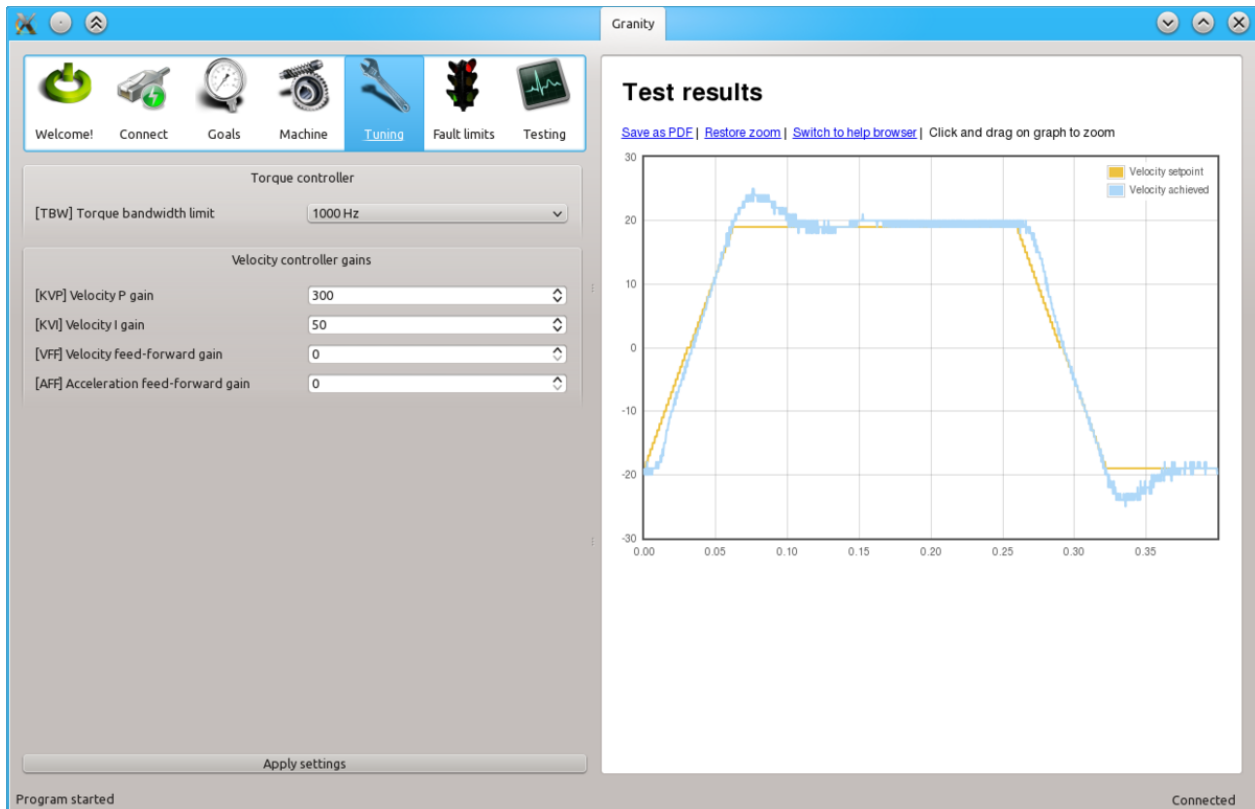 Granity
Welcome! Connect Goals Machine Tuning Fault limits Testing
Torque controller
[TBW] Torque bandwidth limit 1000 Hz
Velocity controller gains
[KVP] Velocity P gain 300
[KVI] Velocity I gain 50
[VFF] Velocity feed-forward gain 0
[AFF] Acceleration feed-forward gain 0
Apply settings
Test results
Save as PDF | Restore zoom | Switch to help browser | Click and drag on graph to zoom
Velocity setpoint
Velocity achieved
30
20
10
0
-10
-20
-30
0.00 0.05 0.10 0.15 0.20 0.25 0.30 0.35
Program started
Connected